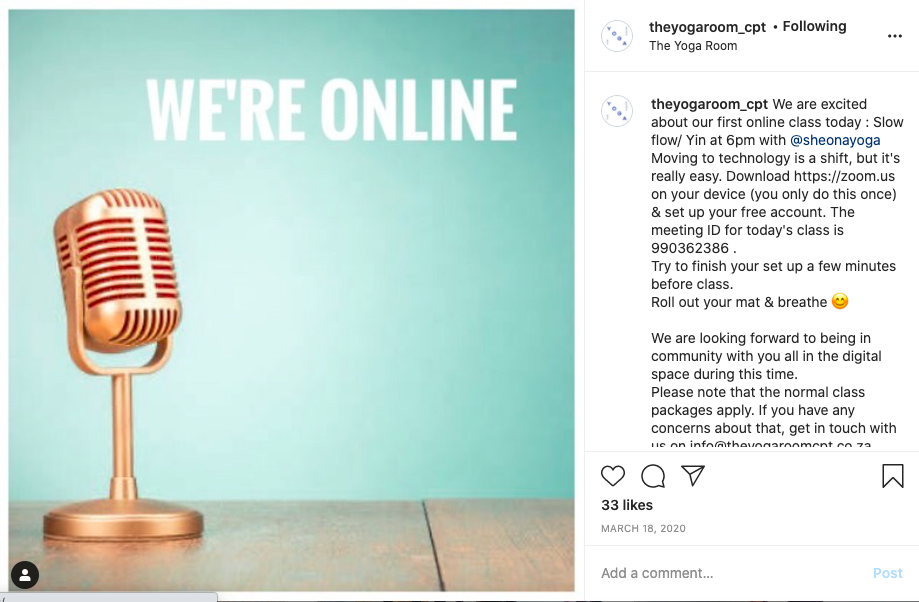 WE'RE ONLINE
theyogaroom_cpt • Following
The Yoga Room
theyogaroom_cpt We are excited
about our first online class today : Slow
flow/ Yin at 6pm with @sheonayoga
Moving to technology is a shift, but it's
really easy. Download https://zoom.us
on your device (you only do this once)
& set up your free account. The
meeting ID for today's class is
990362386 .
Try to finish your set up a few minutes
before class.
Roll out your mat & breathe 😊
We are looking forward to being in
community with you all in the digital
space during this time.
Please note that the normal class
packages apply. If you have any
concerns about that, get in touch with
us on info@theyogaroomcpt.co.za
33 likes
MARCH 18, 2020
Add a comment...
Post